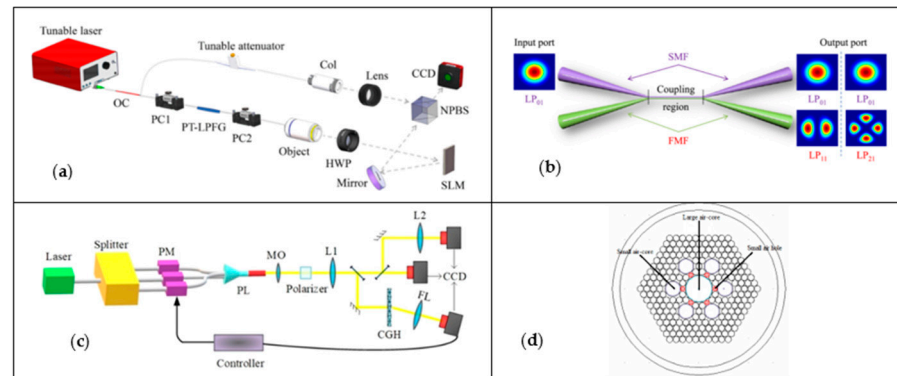 Tunable laser
Tunable attenuator
Col
Lens
CCD
NPBS
OC
PC1
PT-LPFG
PC2
Object
HWP
Mirror
SLM
(a)
Input port
Output port
SMF
LP01
Coupling
region
LP01
LP01
FMF
LP11
LP21
(b)
Laser
Splitter
PM
PL
MO
Polarizer
L1
L2
CCD
FL
CGH
Controller
(c)
Large air-core
Small air-core
Small air hole
(d)